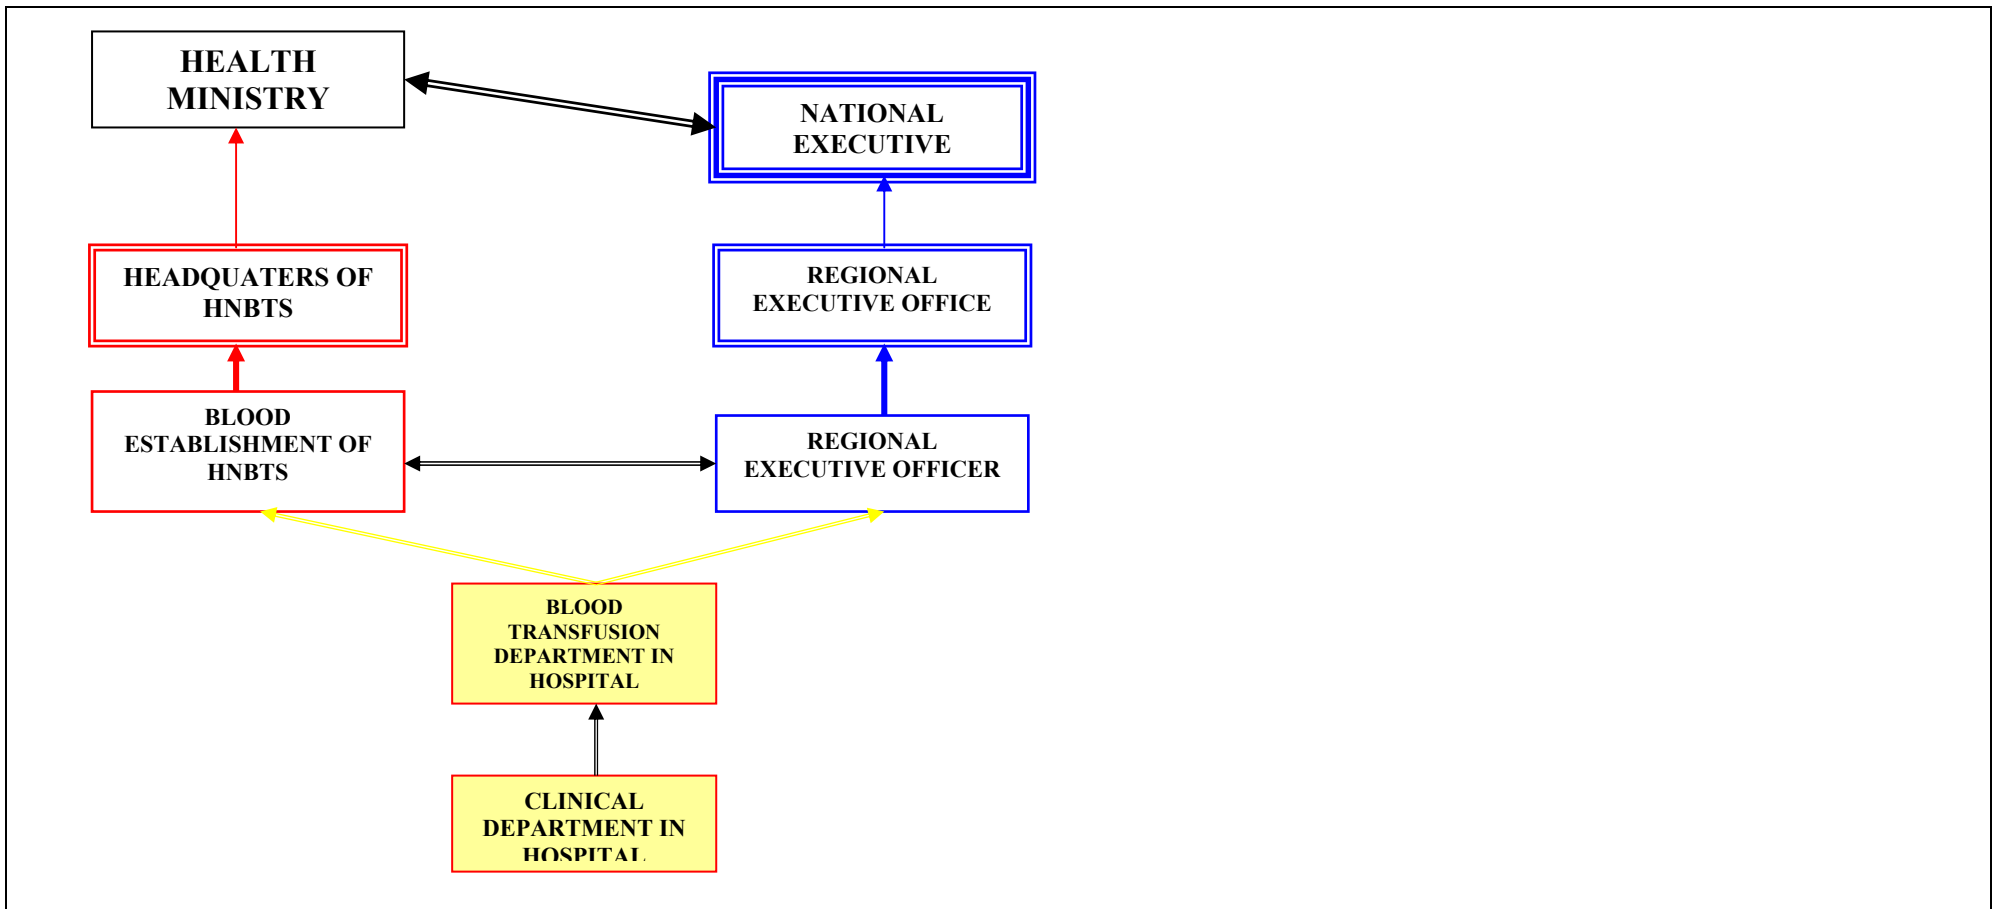 HEALTH
MINISTRY
NATIONAL
EXECUTIVE
HEADQUATERS OF
HNBTS
REGIONAL
EXECUTIVE OFFICE
BLOOD
ESTABLISHMENT OF
HNBTS
REGIONAL
EXECUTIVE OFFICER
BLOOD
TRANSFUSION
DEPARTMENT IN
HOSPITAL
CLINICAL
DEPARTMENT IN
HOSPITAL